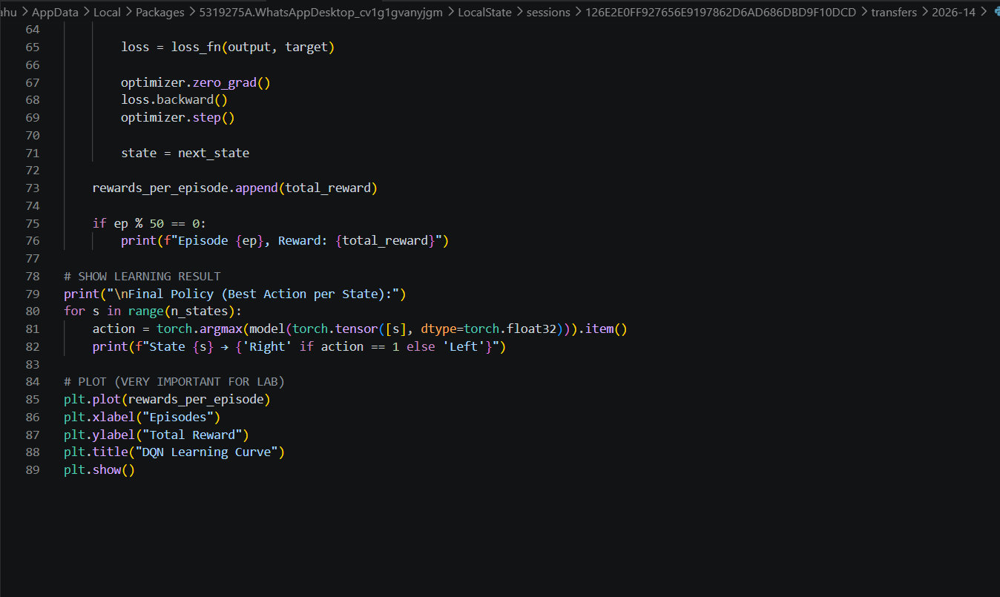 ahu > AppData > Local > Packages > 5319275A.WhatsAppDesktop_cv1g1gvanyjgm > LocalState > sessions > 126E2E0FF927656E9197862D6AD686DBD9F10DCD > transfers > 2026-14 >
64
65 loss = loss_fn(output, target)
66
67 optimizer.zero_grad()
68 loss.backward()
69 optimizer.step()
70
71 state = next_state
72
73 rewards_per_episode.append(total_reward)
74
75 if ep % 50 == 0:
76 print(f"Episode {ep}, Reward: {total_reward}")
77
78 # SHOW LEARNING RESULT
79 print("\nFinal Policy (Best Action per State):")
80 for s in range(n_states):
81 action = torch.argmax(model(torch.tensor([s], dtype=torch.float32))).item()
82 print(f"State {s} → {'Right' if action == 1 else 'Left'}")
83
84 # PLOT (VERY IMPORTANT FOR LAB)
85 plt.plot(rewards_per_episode)
86 plt.xlabel("Episodes")
87 plt.ylabel("Total Reward")
88 plt.title("DQN Learning Curve")
89 plt.show()